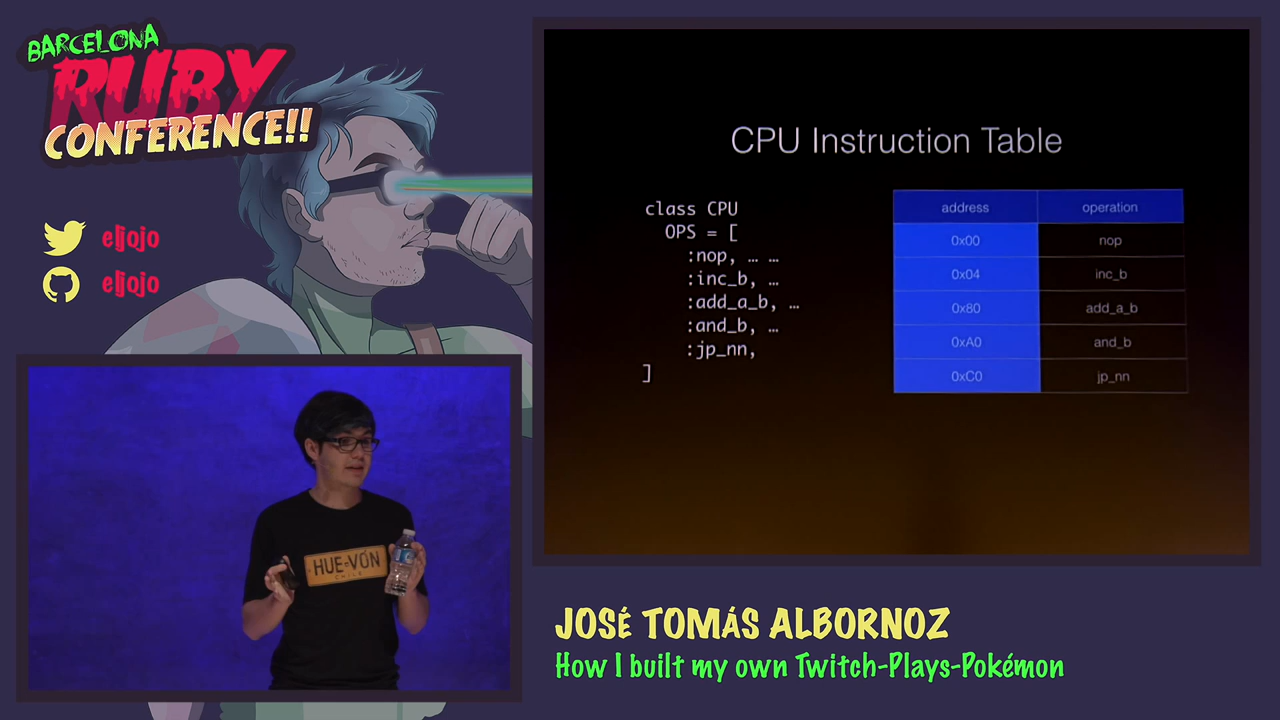 BARCELONA
RUBY
CONFERENCE!!
eljojo
eljojo
HUE·VÓN
CHILE
CPU Instruction Table
class CPU
OPS = [
:nop, … …
:inc_b, …
:add_a_b, …
:and_b, …
:jp_nn,
]
address operation
0x00 nop
0x04 inc_b
0x80 add_a_b
0xA0 and_b
0xC0 jp_nn
JOSÉ TOMÁS ALBORNOZ
How I built my own Twitch-Plays-Pokémon